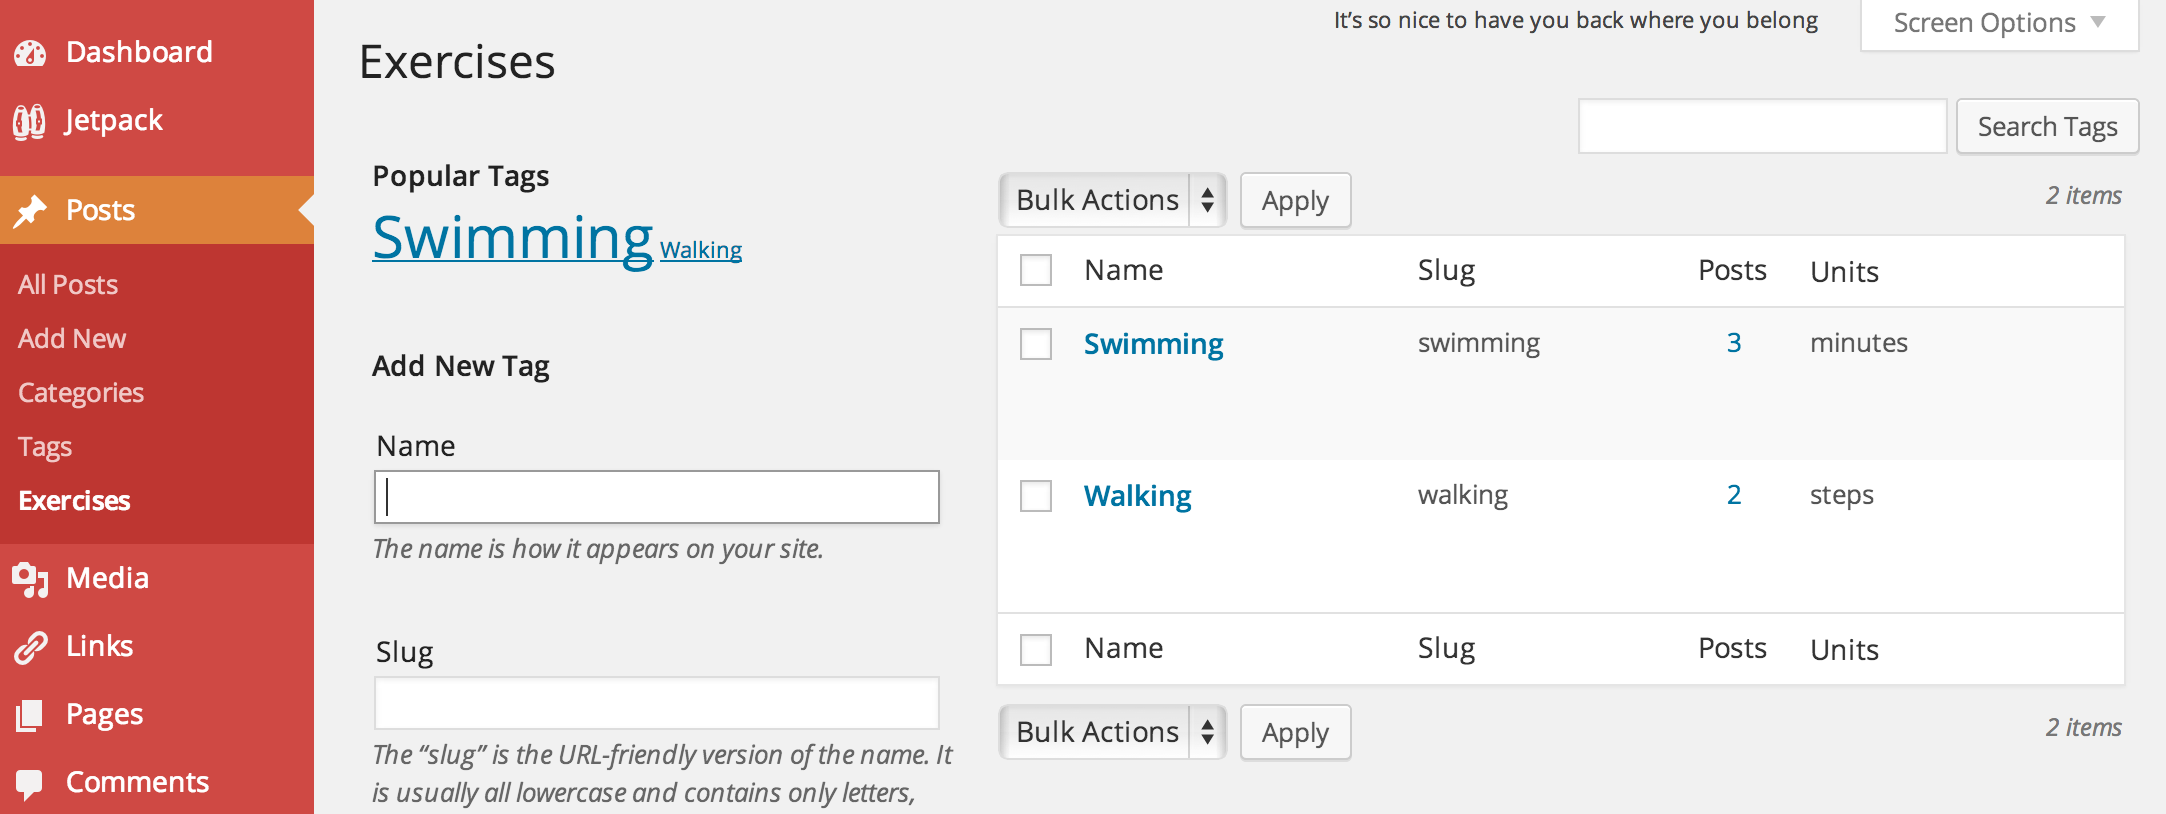 It's so nice to have you back where you belong
Screen Options
Dashboard
Jetpack
Posts
All Posts
Add New
Categories
Tags
Exercises
Media
Links
Pages
Comments
Exercises
Search Tags
Popular Tags
Swimming Walking
Add New Tag
Name
The name is how it appears on your site.
Slug
The “slug” is the URL-friendly version of the name. It
is usually all lowercase and contains only letters,
Bulk Actions Apply 2 items
Name Slug Posts Units
Swimming swimming 3 minutes
Walking walking 2 steps
Name Slug Posts Units
Bulk Actions Apply 2 items